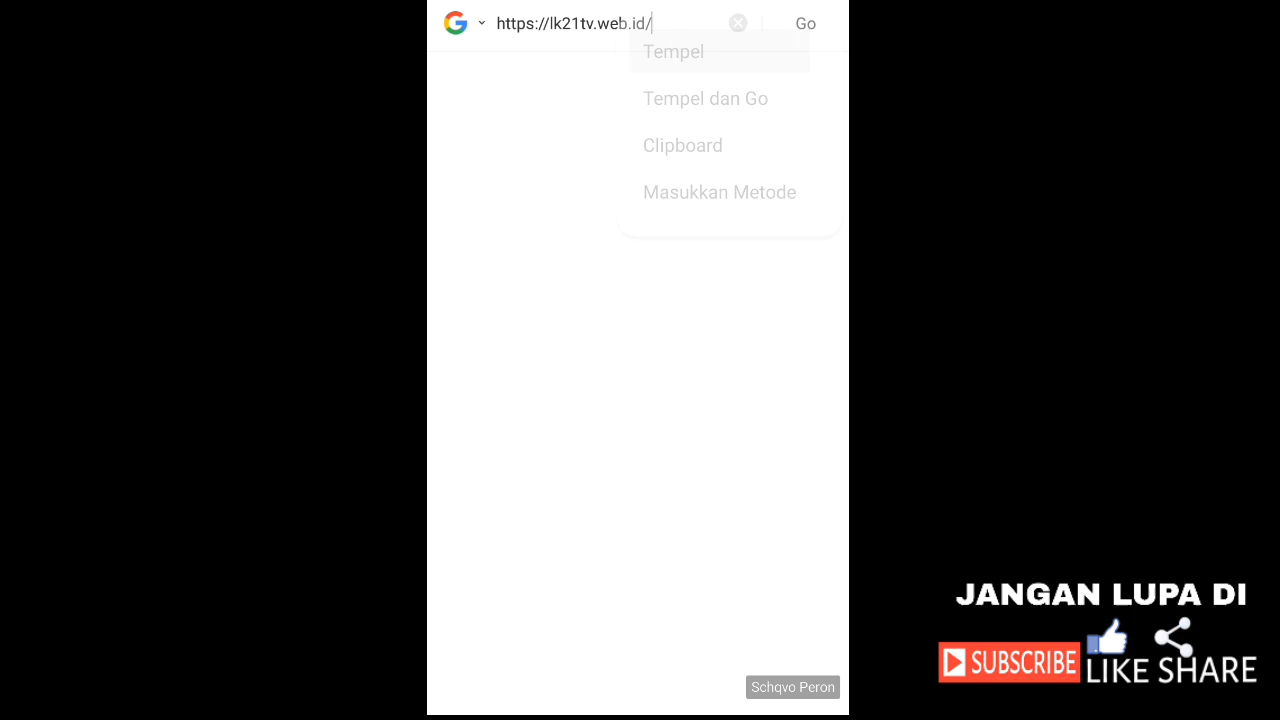 https://lk21tv.web.id/
Go
Tempel
Tempel dan Go
Clipboard
Masukkan Metode
Schqvo Peron
JANGAN LUPA DI
SUBSCRIBE LIKE SHARE